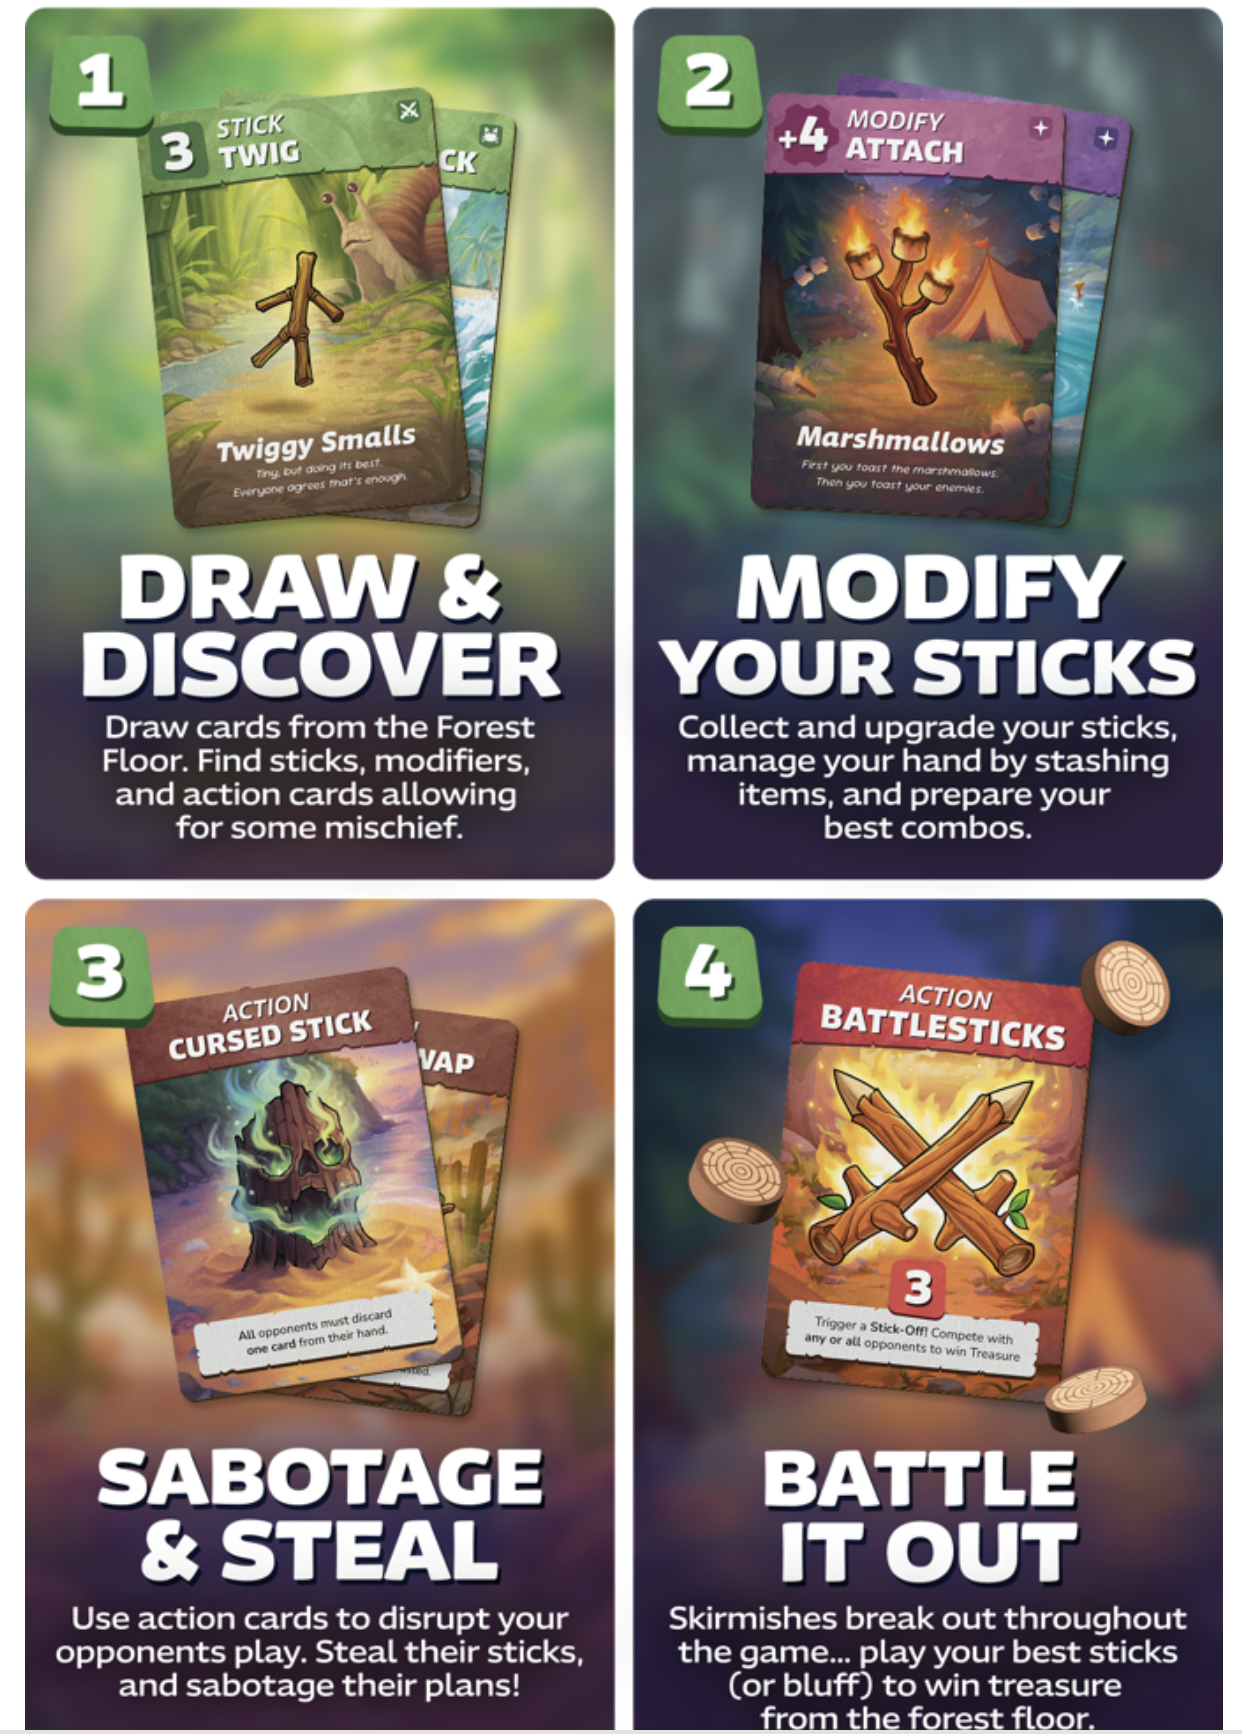 1
3
STICK
TWIG
CK
Twiggy Smalls
Tiny, but doing its best.
Everyone agrees that's enough.
DRAW &
DISCOVER
Draw cards from the Forest
Floor. Find sticks, modifiers,
and action cards allowing
for some mischief.
2
+4
MODIFY
ATTACH
Marshmallows
First you toast the marshmallows.
Then you toast your enemies.
MODIFY
YOUR STICKS
Collect and upgrade your sticks,
manage your hand by stashing
items, and prepare your
best combos.
3
ACTION
CURSED STICK
WAP
All opponents must discard
one card from their hand.
SABOTAGE
& STEAL
Use action cards to disrupt your
opponents play. Steal their sticks,
and sabotage their plans!
4
ACTION
BATTLESTICKS
3
Trigger a Stick-Off! Compete with
any or all opponents to win Treasure
BATTLE
IT OUT
Skirmishes break out throughout
the game... play your best sticks
(or bluff) to win treasure
from the forest floor.